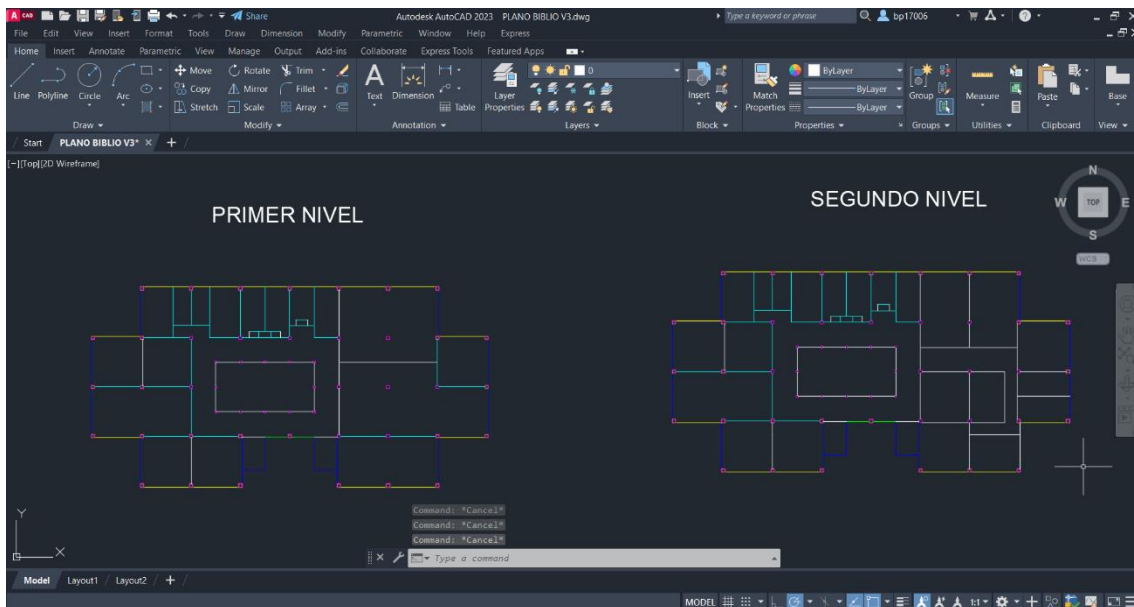 A CAD Share Autodesk AutoCAD 2023 PLANO BIBLIO V3.dwg Type a keyword or phrase bp17006
File Edit View Insert Format Tools Draw Dimension Modify Parametric Window Help Express
Home Insert Annotate Parametric View Manage Output Add-ins Collaborate Express Tools Featured Apps
Line Polyline Circle Arc
Move Rotate Trim
Copy Mirror Fillet
Stretch Scale Array
Text Dimension
Table
Layer Properties
0
Insert
Match Properties
ByLayer
ByLayer
ByLayer
Group
Measure
Paste
Base
Draw Modify Annotation Layers Block Properties Groups Utilities Clipboard View
Start PLANO BIBLIO V3* +
[-][Top][2D Wireframe]
PRIMER NIVEL
SEGUNDO NIVEL
N
W TOP E
S
WCS
Y
X
Command: *Cancel*
Command: *Cancel*
Command: *Cancel*
Type a command
Model Layout1 Layout2 +
MODEL 1:1